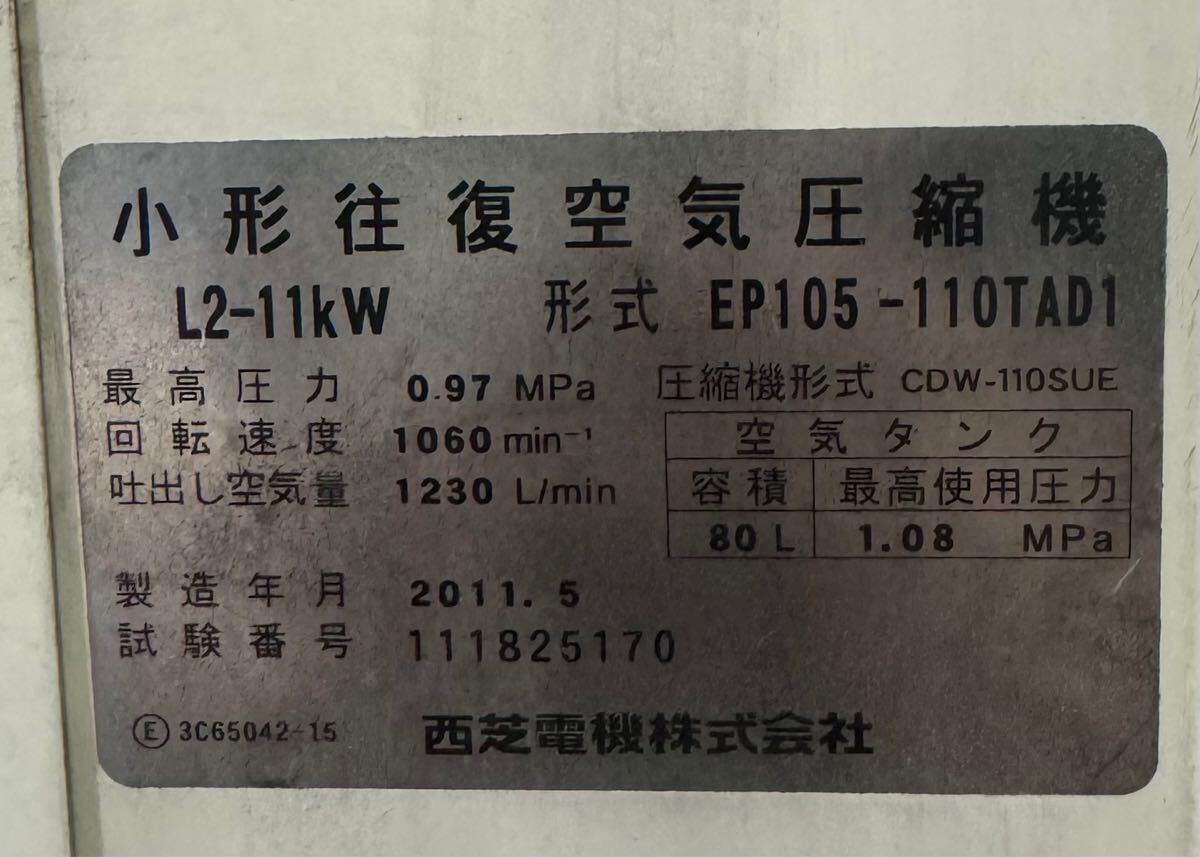 小形往復空気圧縮機
L2-11kW 形式 EP105-110TAD1
最高圧力 0.97 MPa
圧縮機形式 CDW-110SUE
回転速度 1060 min⁻¹
吐出し空気量 1230 L/min
空気タンク
容積 最高使用圧力
80 L 1.08 MPa
製造年月 2011.5
試験番号 111825170
Ⓔ 3C65042-15 西芝電機株式会社